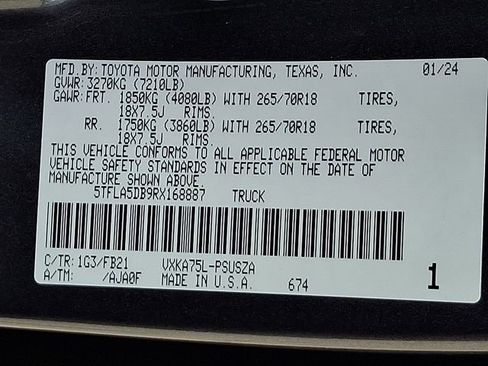 MFD.BY: TOYOTA MOTOR MANUFACTURING, TEXAS, INC. 01/24
GVWR: 3270KG (7210LB)
GAWR: FRT. 1850KG (4080LB) WITH 265/70R18 TIRES,
18X7.5J RIMS.
RR. 1750KG (3860LB) WITH 265/70R18 TIRES,
18X7.5J RIMS.
THIS VEHICLE CONFORMS TO ALL APPLICABLE FEDERAL MOTOR
VEHICLE SAFETY STANDARDS IN EFFECT ON THE DATE OF
MANUFACTURE SHOWN ABOVE.
5TFLA5DB9RX168887 TRUCK
C/TR: 1G3/FB21 VXKA75L-PSUSZA
A/TM: /AJA0F MADE IN U.S.A. 674 1